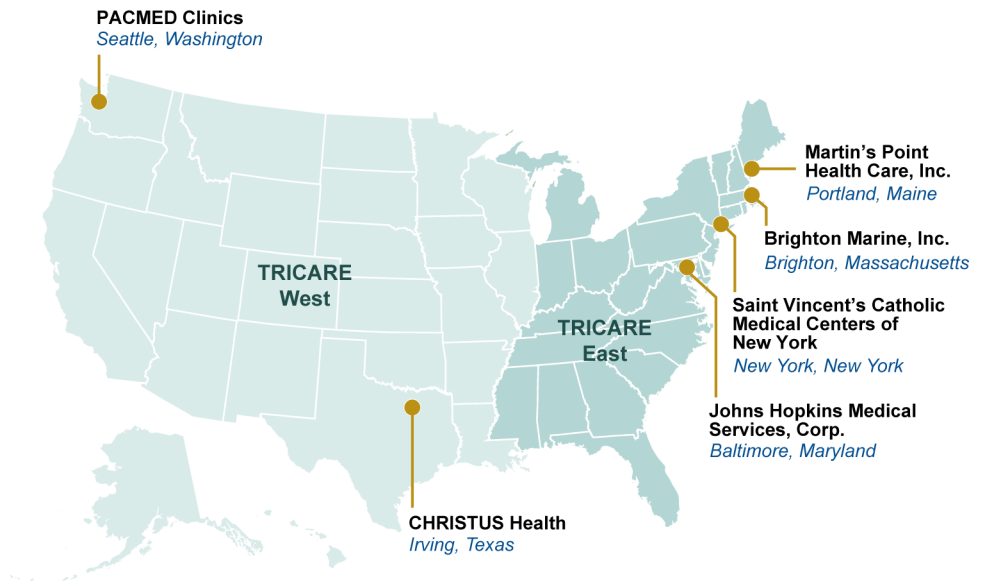 PACMED Clinics
Seattle, Washington
Martin's Point
Health Care, Inc.
Portland, Maine
Brighton Marine, Inc.
Brighton, Massachusetts
TRICARE
West
Saint Vincent's Catholic
Medical Centers of
New York
New York, New York
TRICARE
East
Johns Hopkins Medical
Services, Corp.
Baltimore, Maryland
CHRISTUS Health
Irving, Texas